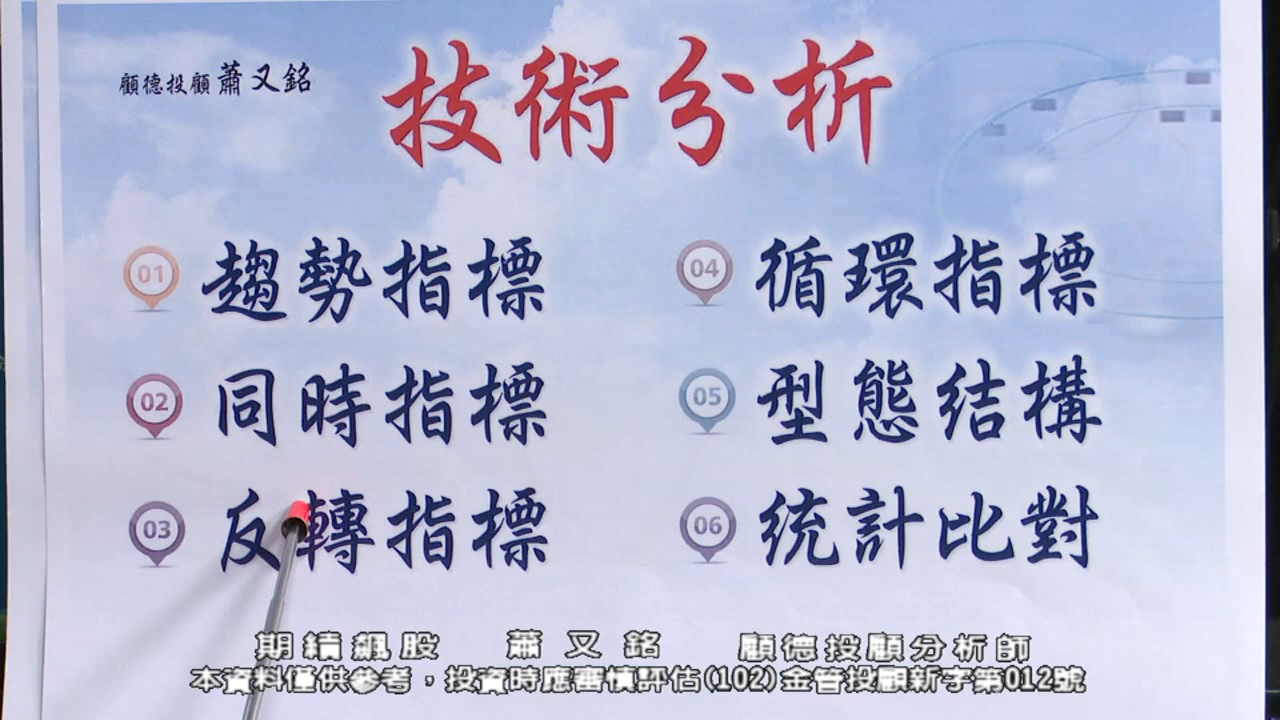 顧德投顧 蕭又銘
技術分析
01 趨勢指標
02 同時指標
03 反轉指標
04 循環指標
05 型態結構
06 統計比對
期績飆股 蕭又銘 顧德投顧分析師
本資料僅供參考，投資時應審慎評估(102)金管投顧新字第012號